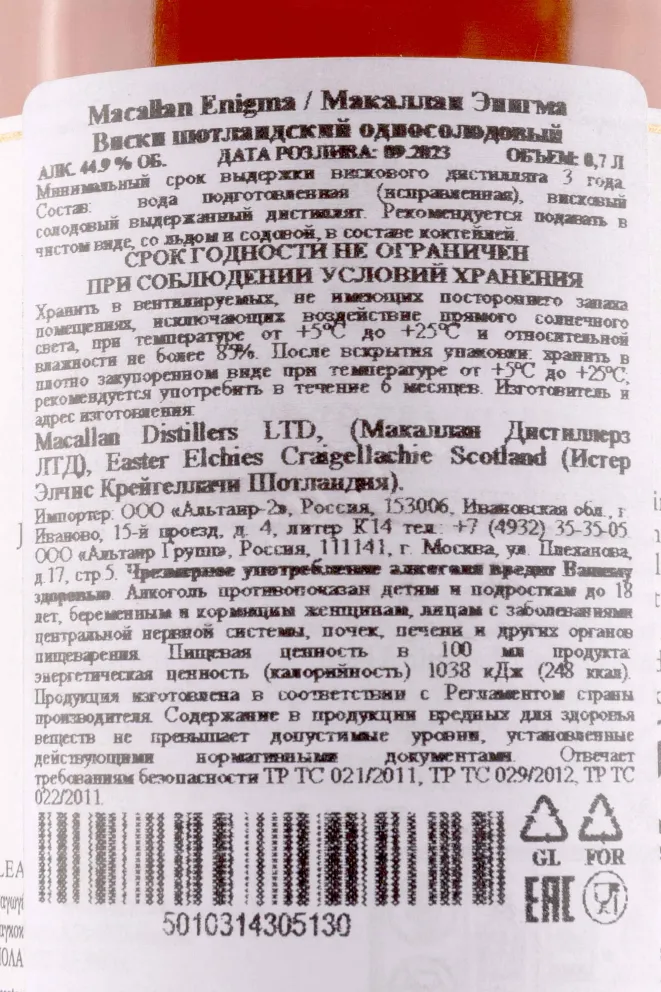 Macallan Enigma / Макаллан Энигма
Виски шотландский односолодовый
АЛК. 44.9 % ОБ. ДАТА РОЗЛИВА: 09.2023 ОБЪЕМ: 0,7 Л
Минимальный срок выдержки вискового дистиллята 3 года.
Состав: вода подготовленная (исправленная), висковый
солодовый выдержанный дистиллят. Рекомендуется подавать в
чистом виде, со льдом и содовой, в составе коктейлей.
СРОК ГОДНОСТИ НЕ ОГРАНИЧЕН
ПРИ СОБЛЮДЕНИИ УСЛОВИЙ ХРАНЕНИЯ
Хранить в вентилируемых, не имеющих постороннего запаха
помещениях, исключающих воздействие прямого солнечного
света, при температуре от +5°С до +25°С и относительной
влажности не более 85%. После вскрытия упаковки: хранить в
плотно закупоренном виде при температуре от +5°С до +25°С,
рекомендуется употребить в течение 6 месяцев. Изготовитель и
адрес изготовления:
Macallan Distillers LTD, (Макаллан Дистиллерз
ЛТД), Easter Elchies Craigellachie Scotland (Истер
Элчис Крейгеллачи Шотландия).
Импортер: ООО «Альтаир-2», Россия, 153006, Ивановская обл., г.
Иваново, 15-й проезд, д. 4, литер К14 тел.: +7 (4932) 35-35-05.
ООО «Альтаир Групп», Россия, 111141, г. Москва, ул. Плеханова,
д.17, стр.5. Чрезмерное употребление алкоголя вредит Вашему
здоровью. Алкоголь противопоказан детям и подросткам до 18
лет, беременным и кормящим женщинам, лицам с заболеваниями
центральной нервной системы, почек, печени и других органов
пищеварения. Пищевая ценность в 100 мл продукта:
энергетическая ценность (калорийность) 1038 кДж (248 ккал).
Продукция изготовлена в соответствии с Регламентом страны
производителя. Содержание в продукции вредных для здоровья
веществ не превышает допустимые уровни, установленные
действующими нормативными документами. Отвечает
требованиям безопасности ТР ТС 021/2011, ТР ТС 029/2012, ТР ТС
022/2011.
GL FOR
EAC
5010314305130